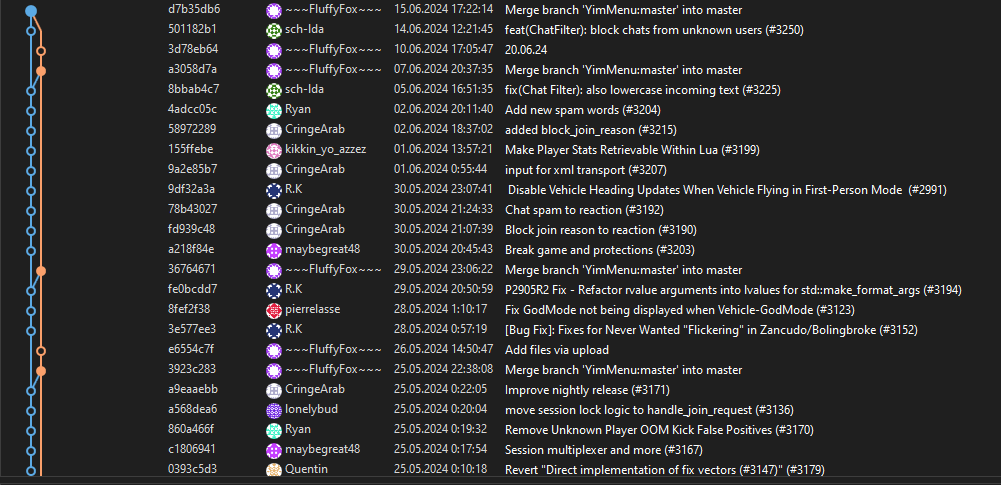 d7b35db6 ~~~FluffyFox~~~ 15.06.2024 17:22:14 Merge branch 'YimMenu:master' into master
501182b1 sch-lda 14.06.2024 12:21:45 feat(ChatFilter): block chats from unknown users (#3250)
3d78eb64 ~~~FluffyFox~~~ 10.06.2024 17:05:47 20.06.24
a3058d7a ~~~FluffyFox~~~ 07.06.2024 20:37:35 Merge branch 'YimMenu:master' into master
8bbab4c7 sch-lda 05.06.2024 16:51:35 fix(Chat Filter): also lowercase incoming text (#3225)
4adcc05c Ryan 02.06.2024 20:11:40 Add new spam words (#3204)
58972289 CringeArab 02.06.2024 18:37:02 added block_join_reason (#3215)
155ffebe kikkin_yo_azzez 01.06.2024 13:57:21 Make Player Stats Retrievable Within Lua (#3199)
9a2e85b7 CringeArab 01.06.2024 0:55:44 input for xml transport (#3207)
9df32a3a R.K 30.05.2024 23:07:41 Disable Vehicle Heading Updates When Vehicle Flying in First-Person Mode (#2991)
78b43027 CringeArab 30.05.2024 21:24:33 Chat spam to reaction (#3192)
fd939c48 CringeArab 30.05.2024 21:07:39 Block join reason to reaction (#3190)
a218f84e maybegreat48 30.05.2024 20:45:43 Break game and protections (#3203)
36764671 ~~~FluffyFox~~~ 29.05.2024 23:06:22 Merge branch 'YimMenu:master' into master
fe0bcdd7 R.K 29.05.2024 20:50:59 P2905R2 Fix - Refactor rvalue arguments into lvalues for std::make_format_args (#3194)
8fef2f38 pierrelasse 28.05.2024 1:10:17 Fix GodMode not being displayed when Vehicle-GodMode (#3123)
3e577ee3 R.K 28.05.2024 0:57:19 [Bug Fix]: Fixes for Never Wanted "Flickering" in Zancudo/Bolingbroke (#3152)
e6554c7f ~~~FluffyFox~~~ 26.05.2024 14:50:47 Add files via upload
3923c283 ~~~FluffyFox~~~ 25.05.2024 22:38:08 Merge branch 'YimMenu:master' into master
a9eaaebb CringeArab 25.05.2024 0:22:05 Improve nightly release (#3171)
a568dea6 lonelybud 25.05.2024 0:20:04 move session lock logic to handle_join_request (#3136)
860a466f Ryan 25.05.2024 0:19:32 Remove Unknown Player OOM Kick False Positives (#3170)
c1806941 maybegreat48 25.05.2024 0:17:54 Session multiplexer and more (#3167)
0393c5d3 Quentin 25.05.2024 0:10:18 Revert "Direct implementation of fix vectors (#3147)" (#3179)